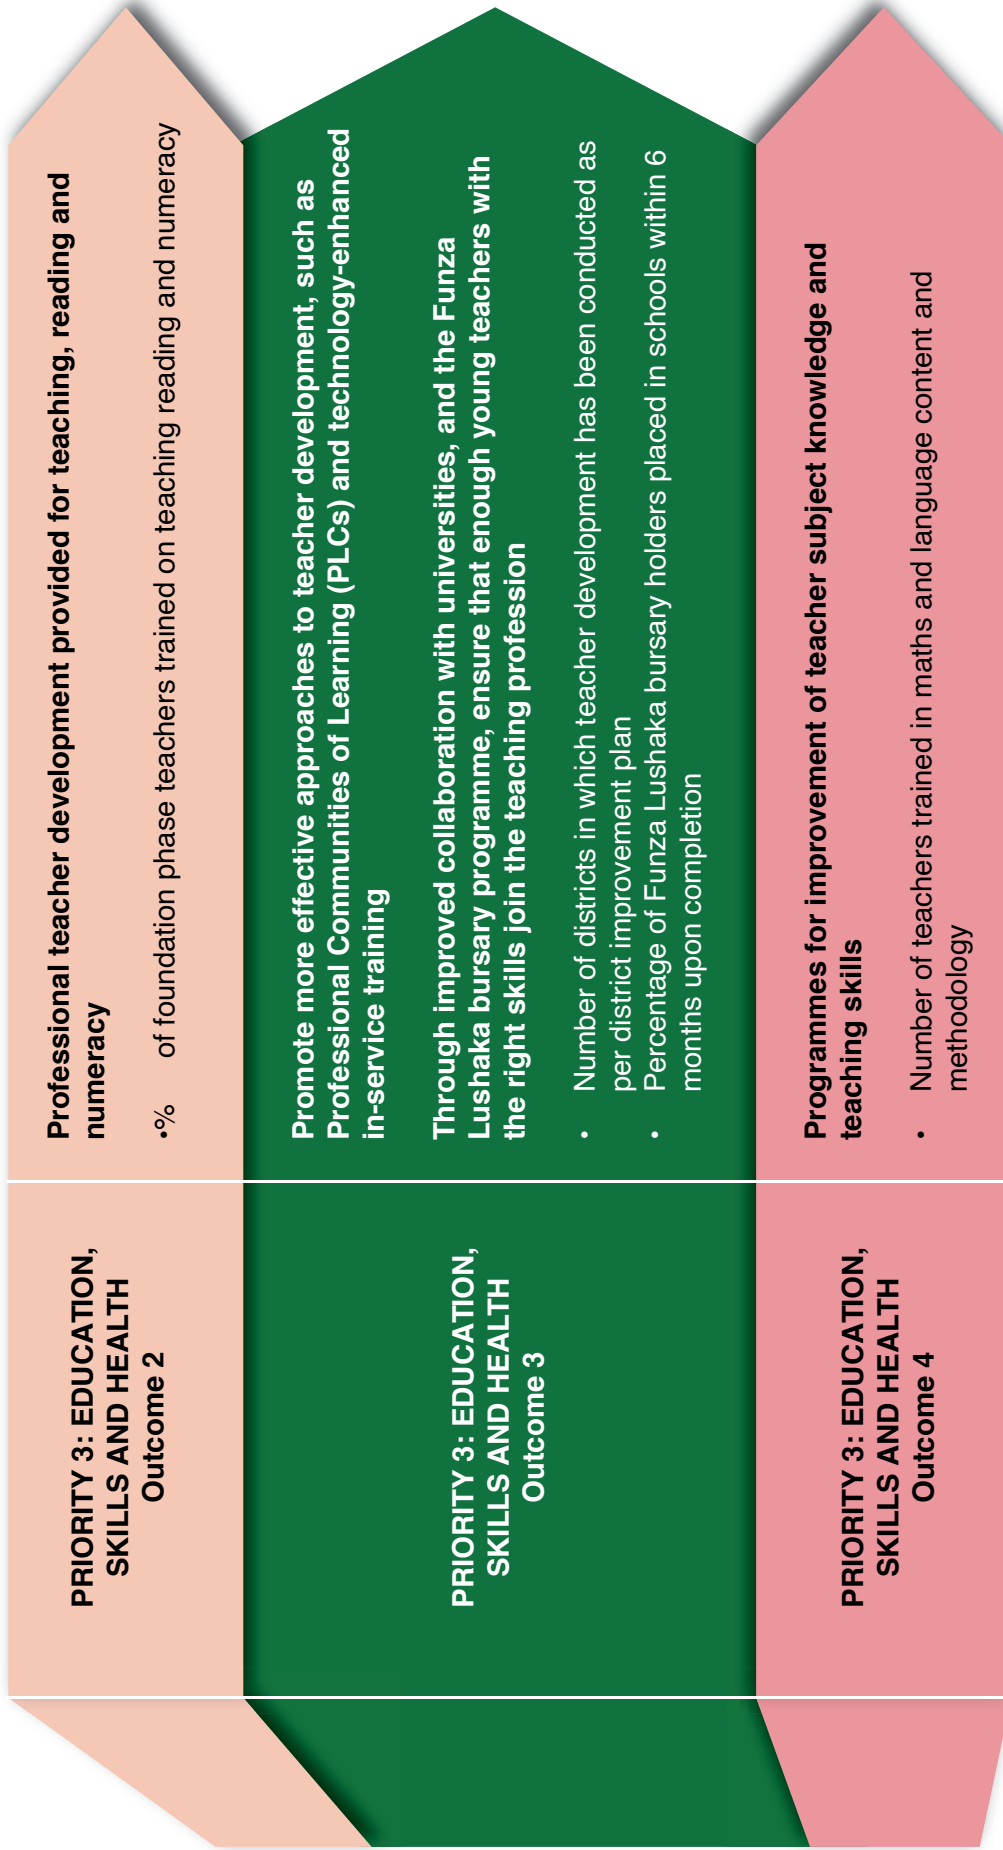 PRIORITY 3: EDUCATION,
SKILLS AND HEALTH
Outcome 2
Professional teacher development provided for teaching, reading and
numeracy
•% of foundation phase teachers trained on teaching reading and numeracy
PRIORITY 3: EDUCATION,
SKILLS AND HEALTH
Outcome 3
Promote more effective approaches to teacher development, such as
Professional Communities of Learning (PLCs) and technology-enhanced
in-service training
Through improved collaboration with universities, and the Funza
Lushaka bursary programme, ensure that enough young teachers with
the right skills join the teaching profession
• Number of districts in which teacher development has been conducted as
per district improvement plan
• Percentage of Funza Lushaka bursary holders placed in schools within 6
months upon completion
PRIORITY 3: EDUCATION,
SKILLS AND HEALTH
Outcome 4
Programmes for improvement of teacher subject knowledge and
teaching skills
• Number of teachers trained in maths and language content and
methodology